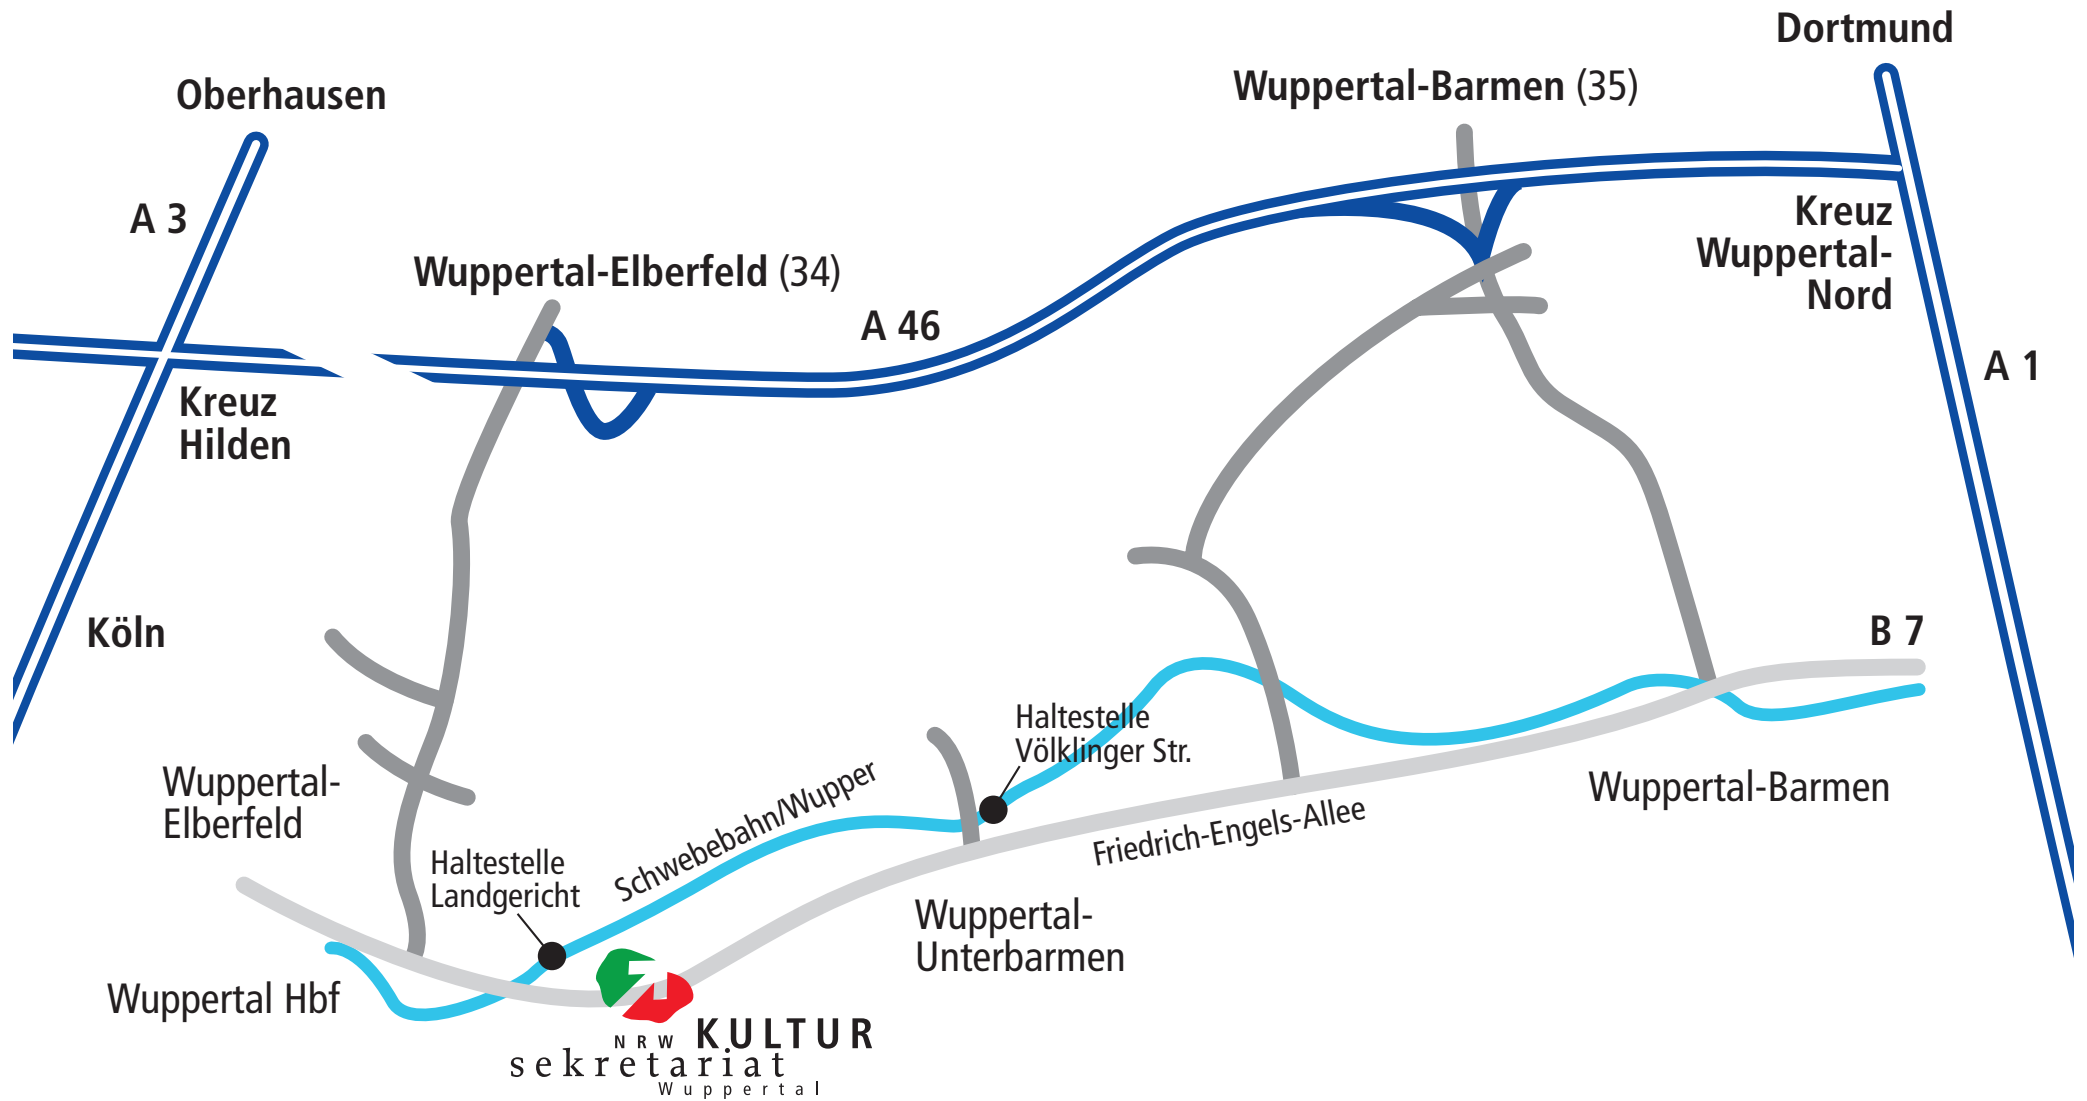 Dortmund
Wuppertal-Barmen (35)
Oberhausen
A 3
Kreuz
Wuppertal-
Nord
Wuppertal-Elberfeld (34)
A 46
A 1
Kreuz
Hilden
Köln
B 7
Haltestelle
Völklinger Str.
Wuppertal-
Elberfeld
Schwebebahn/Wupper
Wuppertal-Barmen
Friedrich-Engels-Allee
Haltestelle
Landgericht
Wuppertal-
Unterbarmen
Wuppertal Hbf
NRW KULTUR
sekretariat
Wuppertal